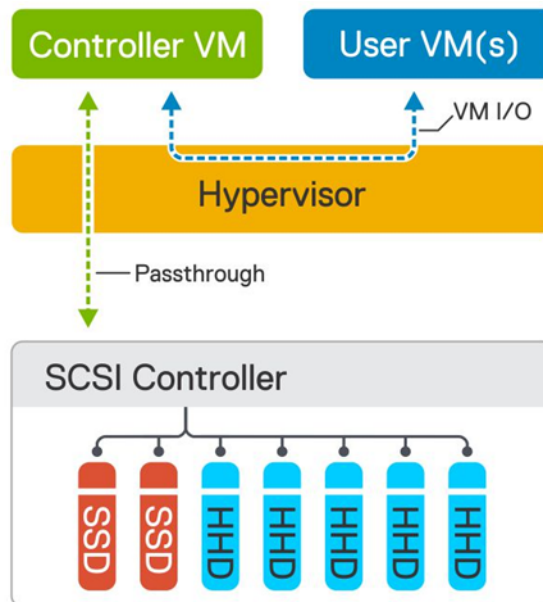 Controller VM
User VM(s)
VM I/O
Hypervisor
Passthrough
SCSI Controller
SSD
SSD
HHD
HHD
HHD
HHD
HHD